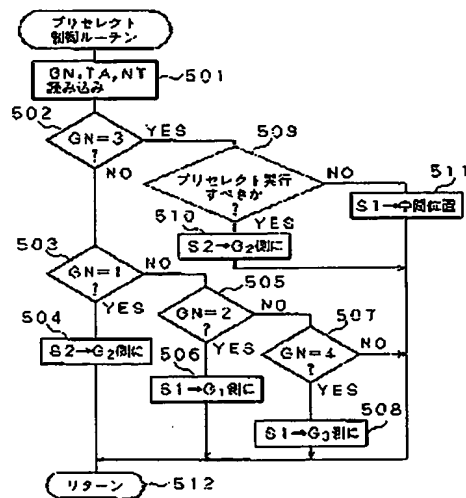 プリセレクト
制御ルーチン
GN,TA,NT
読み込み
501
502
GN=3
?
YES
NO
509
プリセレクト実行
すべきか
?
NO
YES
511
S1→中間位置
510
S2→G₂側に
503
GN=1
?
NO
YES
505
GN=2
?
NO
YES
507
GN=4
?
NO
YES
504
S2→G₂側に
506
S1→G₁側に
S1→G₃側に
508
リターン
512